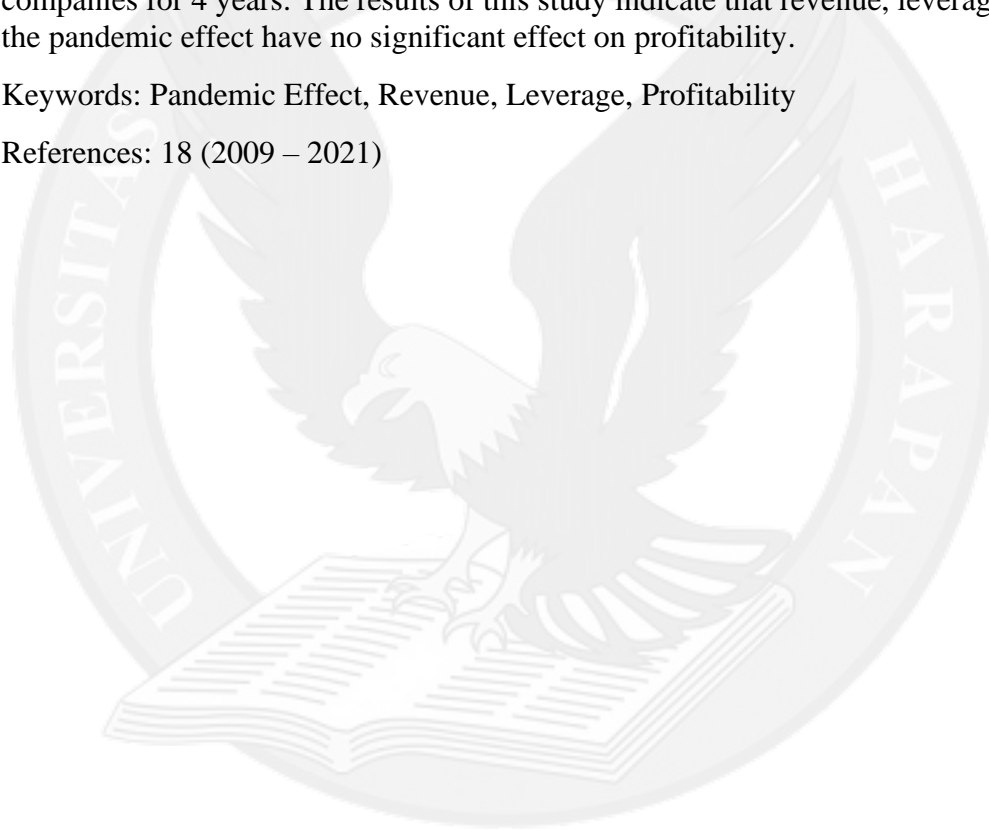 companies for 4 years. The results of this study indicate that revenue, leverag
the pandemic effect have no significant effect on profitability.
Keywords: Pandemic Effect, Revenue, Leverage, Profitability
References: 18 (2009 – 2021)
UNIVERSITAS
HARAPAN